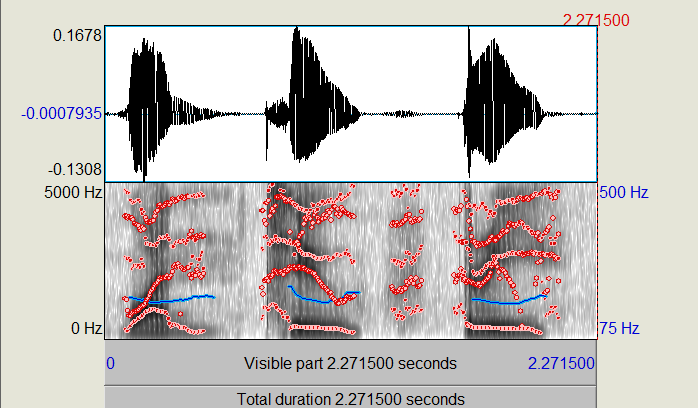 2.271500
0.1678
-0.0007935
-0.1308
5000 Hz 500 Hz
0 Hz 75 Hz
0 Visible part 2.271500 seconds 2.271500
Total duration 2.271500 seconds